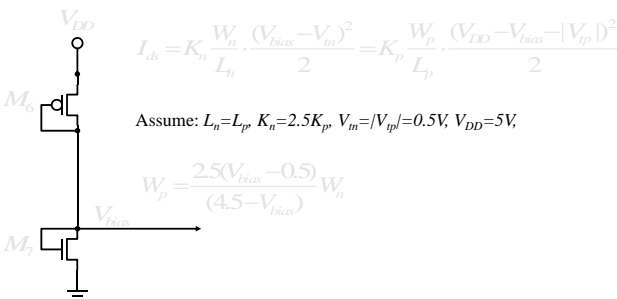 V_DD
I_ds = K_n W_n/L_n · (V_bias − V_tn)²/2 = K_p W_p/L_p · (V_DD − V_bias − |V_tp|)²/2
M_6
Assume: L_n=L_p, K_n=2.5K_p, V_tn=|V_tp|=0.5V, V_DD=5V,
W_p = 2.5(V_bias − 0.5)/(4.5 − V_bias) W_n
V_bias
M_7